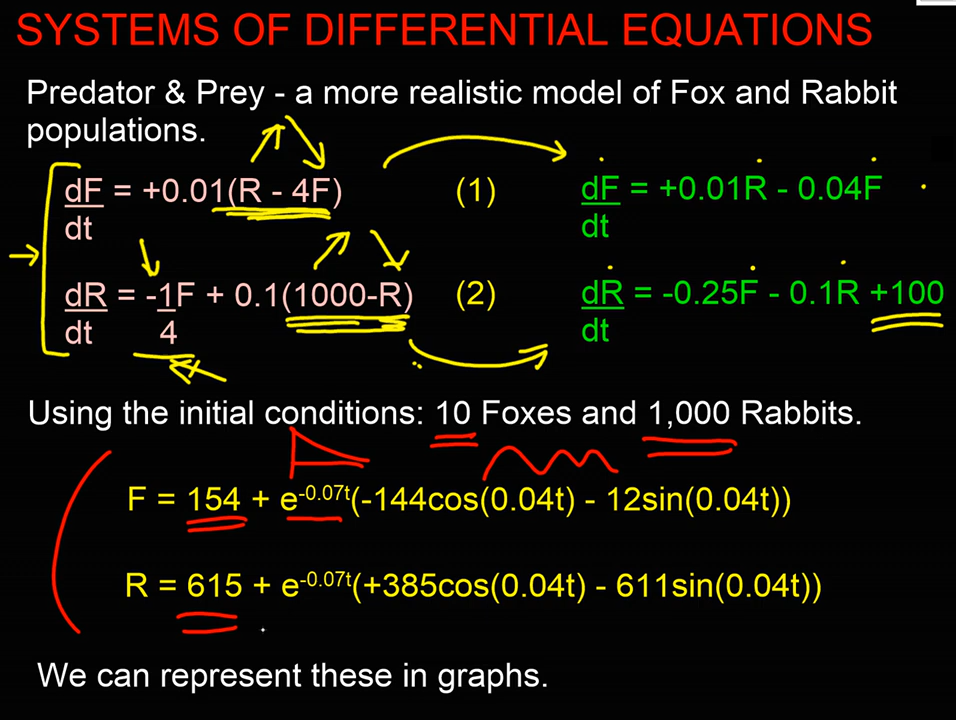 SYSTEMS OF DIFFERENTIAL EQUATIONS
Predator & Prey - a more realistic model of Fox and Rabbit
populations.
dF = +0.01(R - 4F) (1) dF = +0.01R - 0.04F
dt dt
dR = -1F + 0.1(1000-R) (2) dR = -0.25F - 0.1R +100
dt 4 dt
Using the initial conditions: 10 Foxes and 1,000 Rabbits.
F = 154 + e^-0.07t(-144cos(0.04t) - 12sin(0.04t))
R = 615 + e^-0.07t(+385cos(0.04t) - 611sin(0.04t))
We can represent these in graphs.